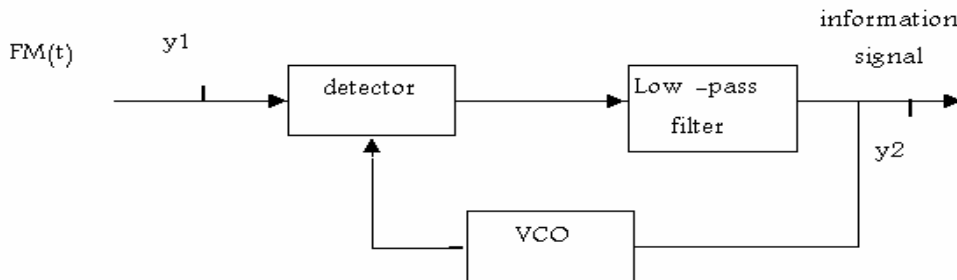 FM(t)
y1
detector
Low -pass
filter
information
signal
y2
VCO